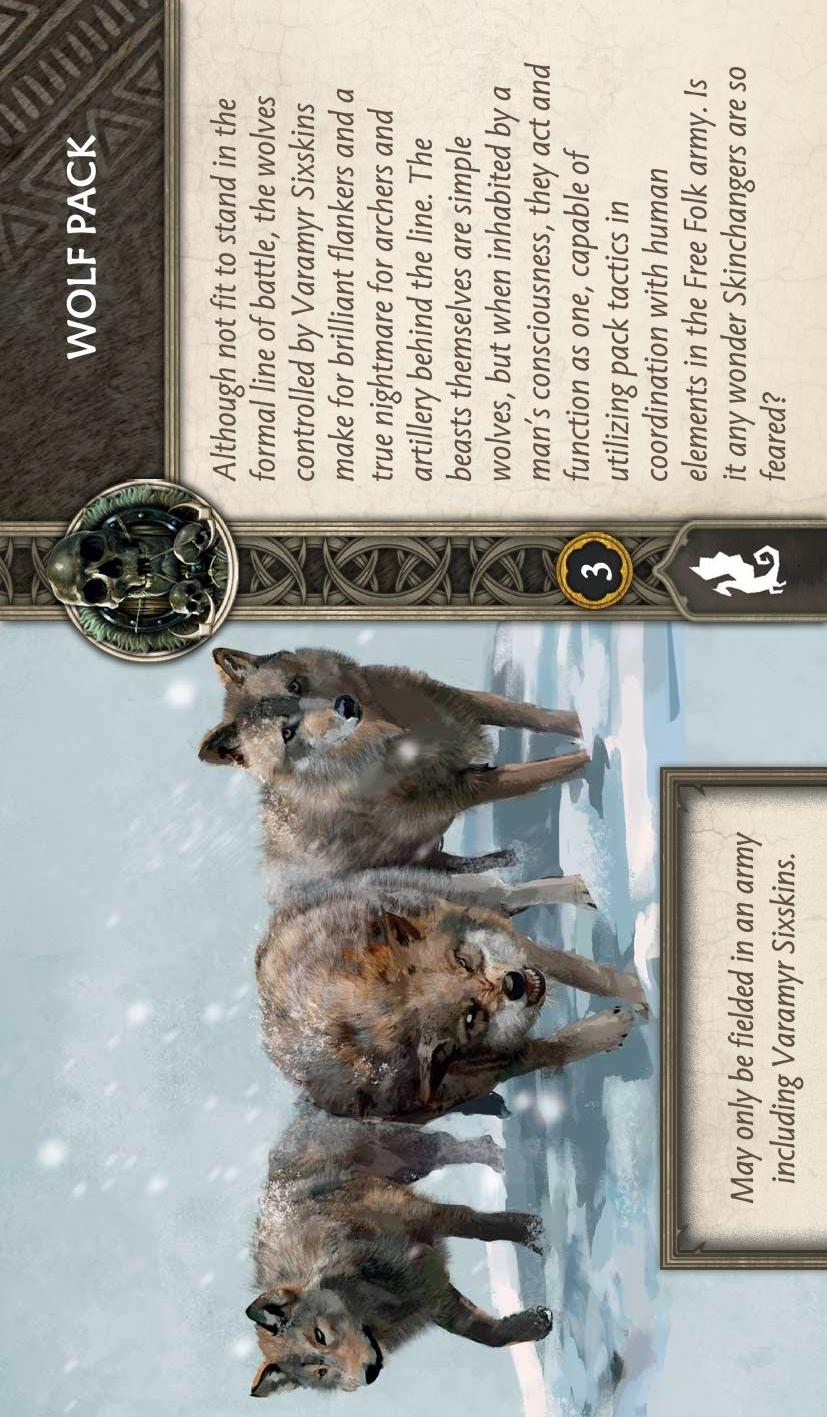 WOLF PACK
Although not fit to stand in the
formal line of battle, the wolves
controlled by Varamyr Sixskins
make for brilliant flankers and a
true nightmare for archers and
artillery behind the line. The
beasts themselves are simple
wolves, but when inhabited by a
man's consciousness, they act and
function as one, capable of
utilizing pack tactics in
coordination with human
elements in the Free Folk army. Is
it any wonder Skinchangers are so
feared?
3
May only be fielded in an army
including Varamyr Sixskins.